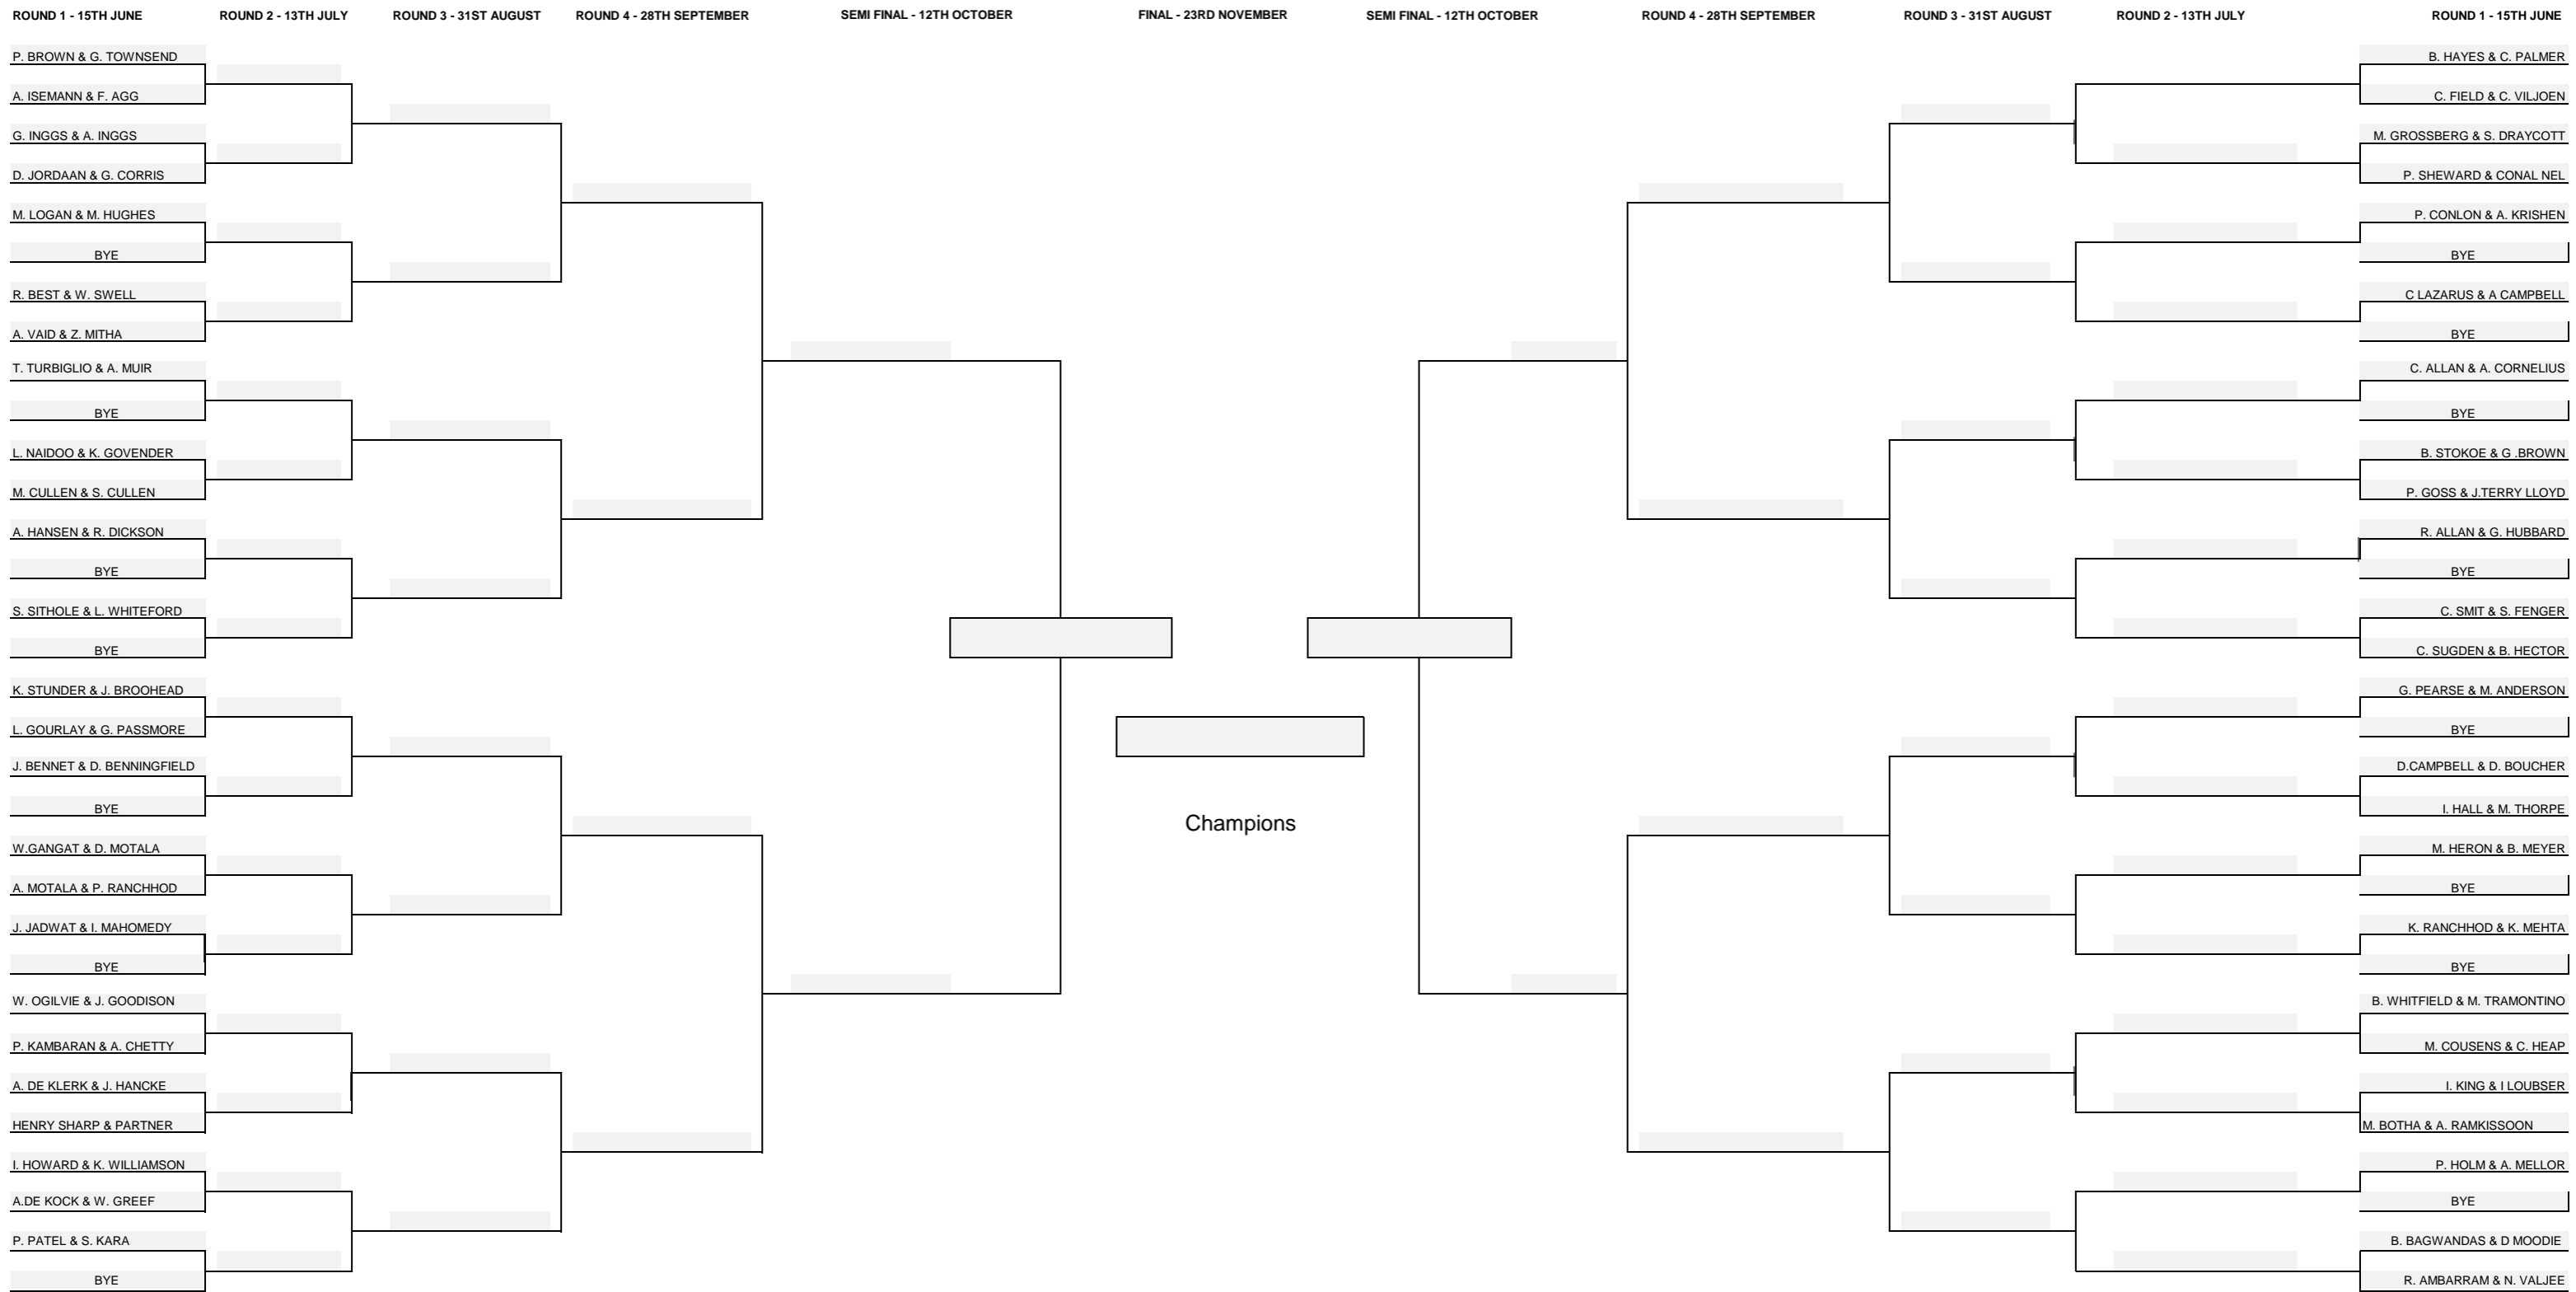 ROUND 1 - 15TH JUNE ROUND 2 - 13TH JULY ROUND 3 - 31ST AUGUST ROUND 4 - 28TH SEPTEMBER SEMI FINAL - 12TH OCTOBER FINAL - 23RD NOVEMBER SEMI FINAL - 12TH OCTOBER ROUND 4 - 28TH SEPTEMBER ROUND 3 - 31ST AUGUST ROUND 2 - 13TH JULY ROUND 1 - 15TH JUNE
P. BROWN & G. TOWNSEND
A. ISEMANN & F. AGG
G. INGGS & A. INGGS
D. JORDAAN & G. CORRIS
M. LOGAN & M. HUGHES
BYE
R. BEST & W. SWELL
A. VAID & Z. MITHA
T. TURBIGLIO & A. MUIR
BYE
L. NAIDOO & K. GOVENDER
M. CULLEN & S. CULLEN
A. HANSEN & R. DICKSON
BYE
S. SITHOLE & L. WHITEFORD
BYE
K. STUNDER & J. BROOHEAD
L. GOURLAY & G. PASSMORE
J. BENNET & D. BENNINGFIELD
BYE
W.GANGAT & D. MOTALA
A. MOTALA & P. RANCHHOD
J. JADWAT & I. MAHOMEDY
BYE
W. OGILVIE & J. GOODISON
P. KAMBARAN & A. CHETTY
A. DE KLERK & J. HANCKE
HENRY SHARP & PARTNER
I. HOWARD & K. WILLIAMSON
A.DE KOCK & W. GREEF
P. PATEL & S. KARA
BYE
Champions
B. HAYES & C. PALMER
C. FIELD & C. VILJOEN
M. GROSSBERG & S. DRAYCOTT
P. SHEWARD & CONAL NEL
P. CONLON & A. KRISHEN
BYE
C LAZARUS & A CAMPBELL
BYE
C. ALLAN & A. CORNELIUS
BYE
B. STOKOE & G .BROWN
P. GOSS & J.TERRY LLOYD
R. ALLAN & G. HUBBARD
BYE
C. SMIT & S. FENGER
C. SUGDEN & B. HECTOR
G. PEARSE & M. ANDERSON
BYE
D.CAMPBELL & D. BOUCHER
I. HALL & M. THORPE
M. HERON & B. MEYER
BYE
K. RANCHHOD & K. MEHTA
BYE
B. WHITFIELD & M. TRAMONTINO
M. COUSENS & C. HEAP
I. KING & I LOUBSER
M. BOTHA & A. RAMKISSOON
P. HOLM & A. MELLOR
BYE
B. BAGWANDAS & D MOODIE
R. AMBARRAM & N. VALJEE